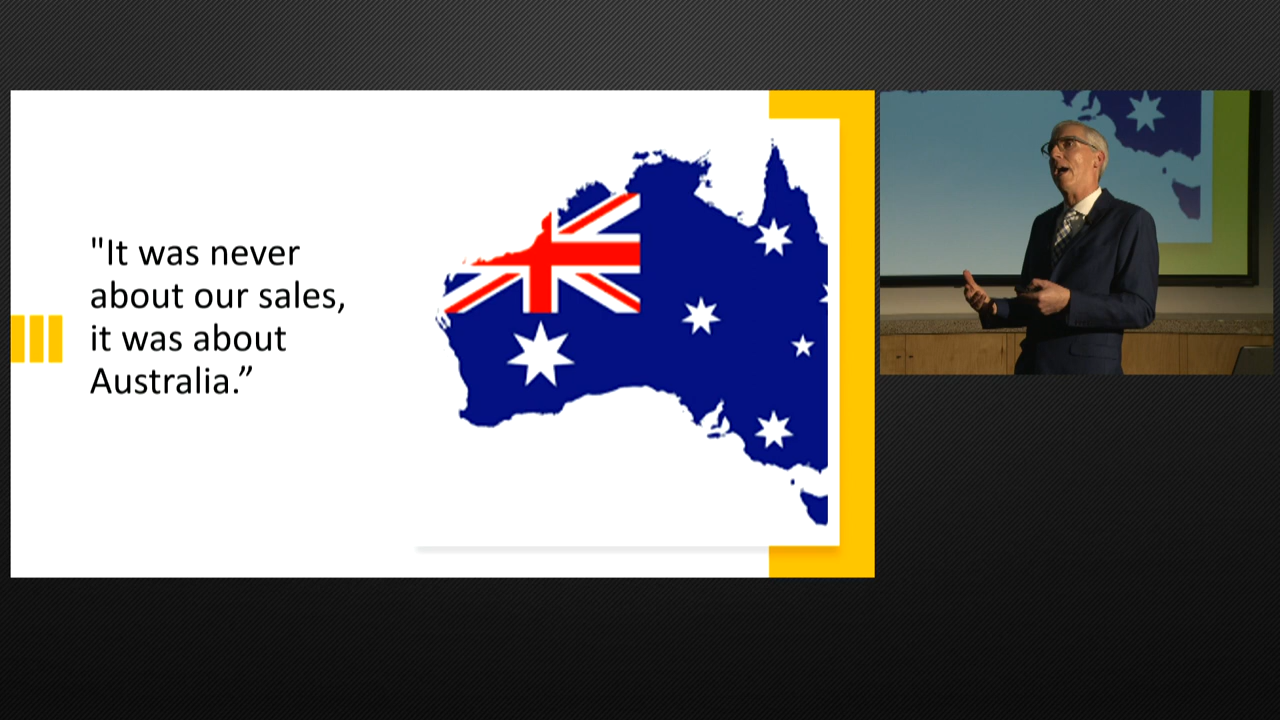 "It was never
about our sales,
it was about
Australia.”